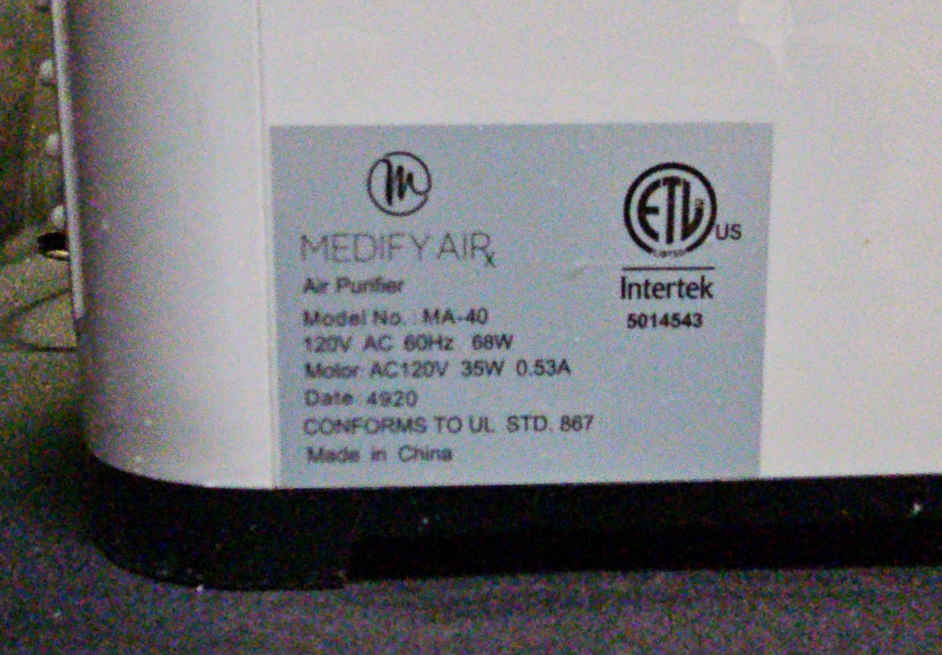 m
MEDIFY AIRx
Air Purifier
Model No. MA-40
120V AC 60Hz 68W
Motor AC120V 35W 0.53A
Date 4920
CONFORMS TO UL STD. 867
Made in China
ETL
US
Intertek
5014543